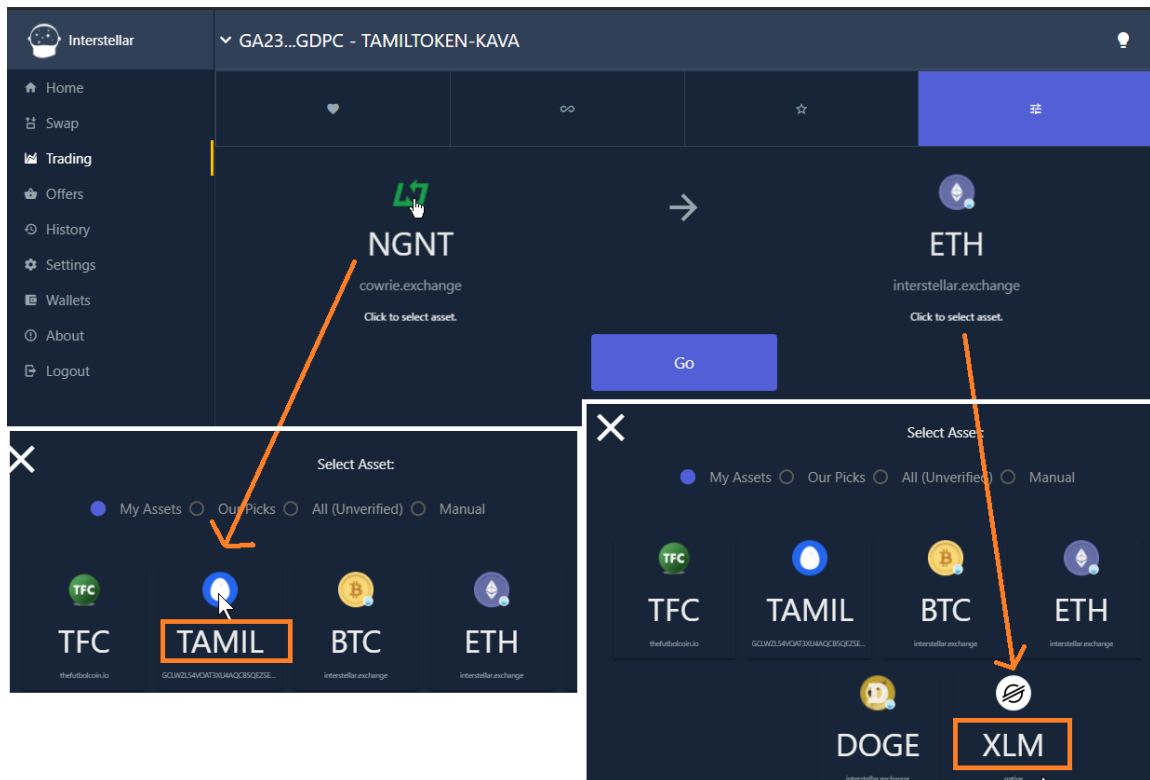 Interstellar
GA23...GDPC - TAMILTOKEN-KAVA
Home
Swap
Trading
Offers
History
Settings
Wallets
About
Logout
NGNT
cowrie.exchange
Click to select asset.
ETH
interstellar.exchange
Click to select asset.
Go
Select Asset:
My Assets Our Picks All (Unverified) Manual
TFC
TFC TAMIL BTC ETH
thefutbolcoin.io interstellar.exchange interstellar.exchange
Select Asset:
My Assets Our Picks All (Unverified) Manual
TFC
TFC TAMIL BTC ETH
thefutbolcoin.io interstellar.exchange interstellar.exchange
DOGE XLM
interstellar.exchange native